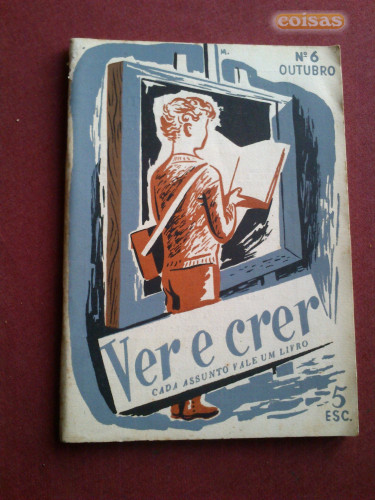 coisas
M.
Nº 6
OUTUBRO
Ver e crer
CADA ASSUNTO VALE UM LIVRO
5
ESC.